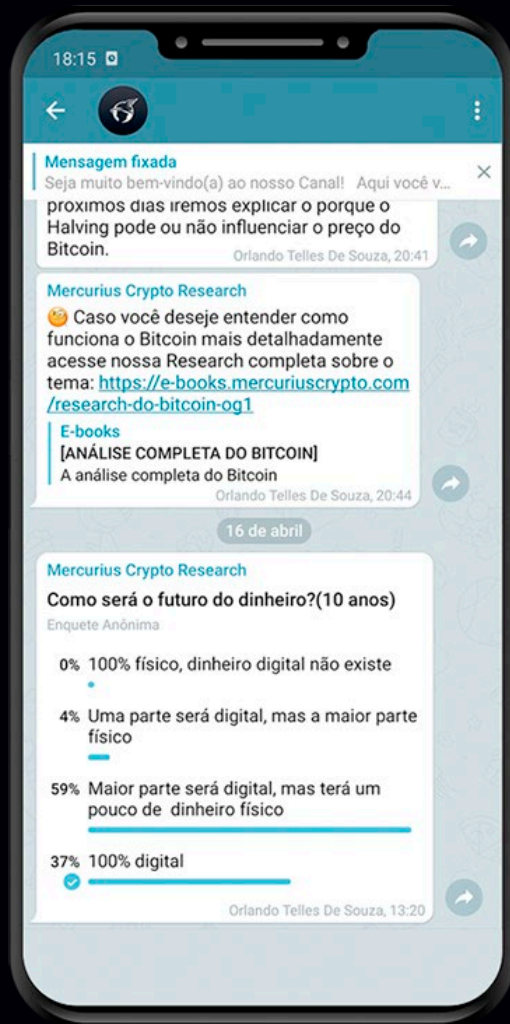 18:15
Mensagem fixada
Seja muito bem-vindo(a) ao nosso Canal! Aqui você v...
próximos dias iremos explicar o porque o
Halving pode ou não influenciar o preço do
Bitcoin.
Orlando Telles De Souza, 20:41
Mercurius Crypto Research
🧐 Caso você deseje entender como
funciona o Bitcoin mais detalhadamente
acesse nossa Research completa sobre o
tema: https://e-books.mercuriuscrypto.com
/research-do-bitcoin-og1
E-books
[ANÁLISE COMPLETA DO BITCOIN]
A análise completa do Bitcoin
Orlando Telles De Souza, 20:44
16 de abril
Mercurius Crypto Research
Como será o futuro do dinheiro?(10 anos)
Enquete Anônima
0% 100% físico, dinheiro digital não existe
4% Uma parte será digital, mas a maior parte
físico
59% Maior parte será digital, mas terá um
pouco de dinheiro físico
37% 100% digital
Orlando Telles De Souza, 13:20